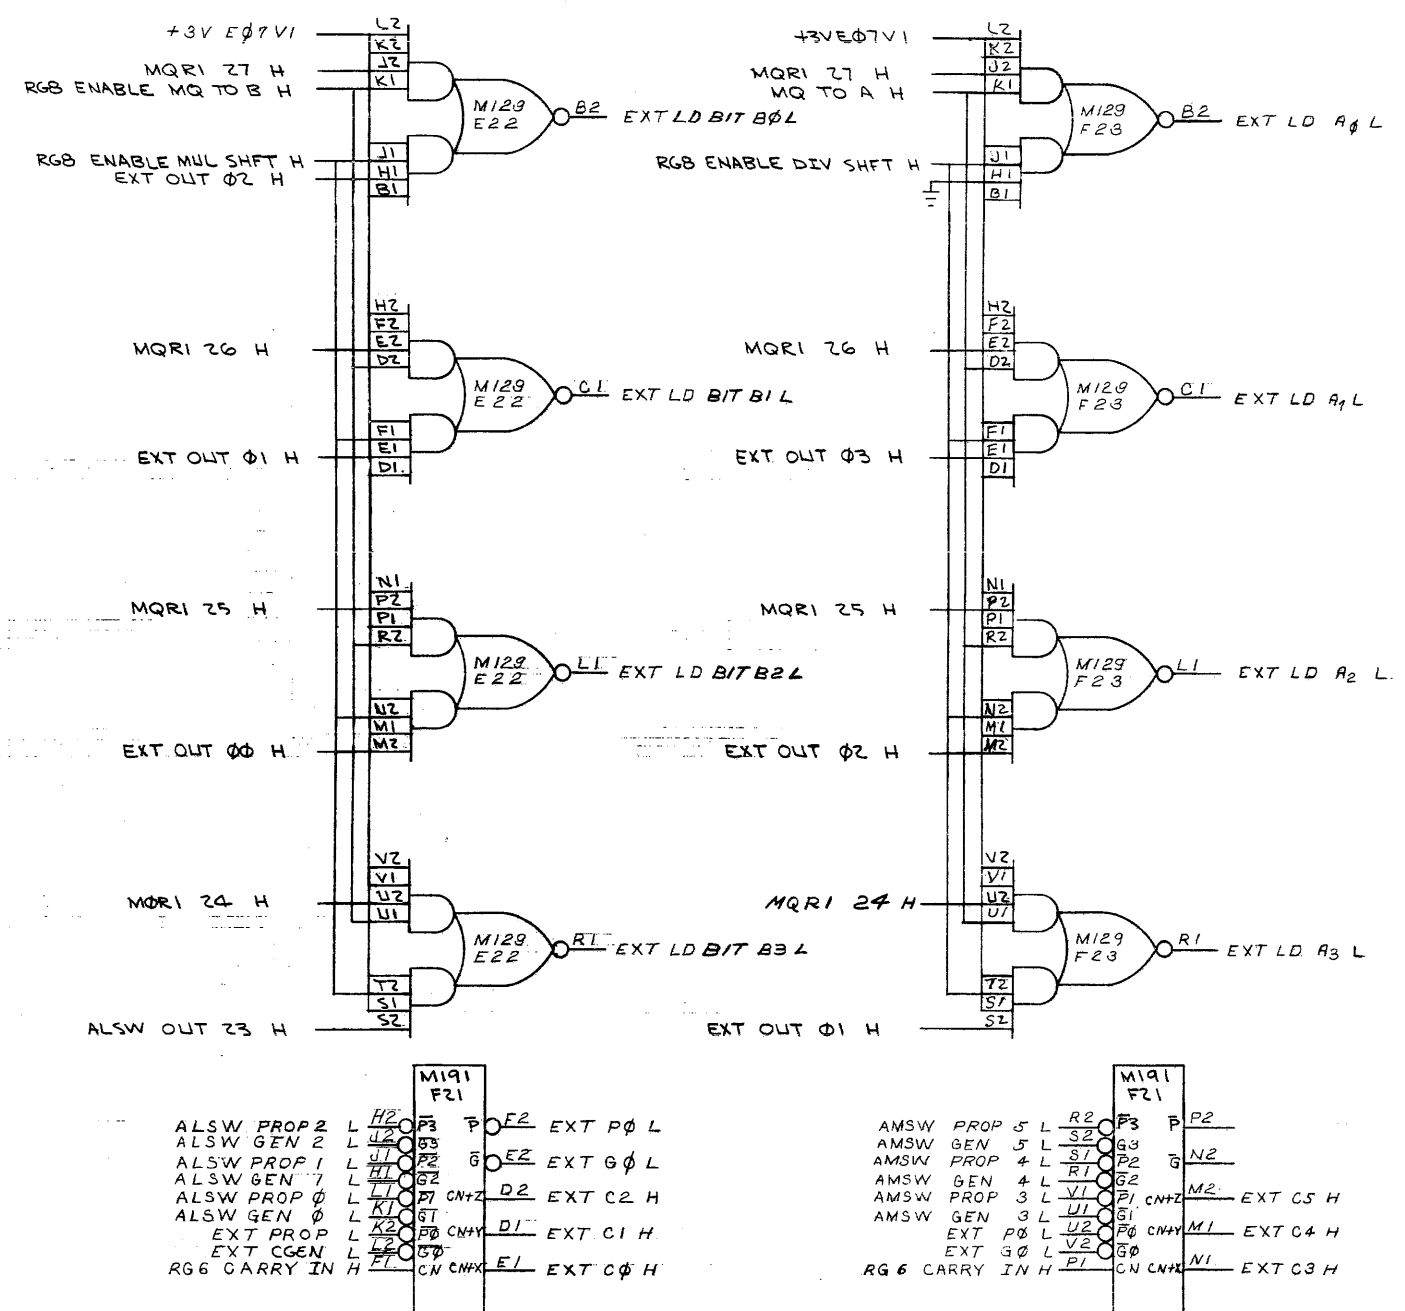 +3V EØ7V1
L2
K2
MQR1 27 H
J2
RG8 ENABLE MQ TO B H
K1
M129
E22
B2
EXT LD BIT BØ L
RG8 ENABLE MUL SHFT H
J1
EXT OUT Ø2 H
H1
B1
H2
F2
MQR1 26 H
E2
D2
M129
E22
C1
EXT LD BIT B1 L
F1
E1
EXT OUT Ø1 H
D1
N1
MQR1 25 H
P2
P1
R2
M129
E22
L1
EXT LD BIT B2 L
N2
M1
EXT OUT ØØ H
M2
V2
V1
MQR1 24 H
U2
U1
M129
E22
R1
EXT LD BIT B3 L
T2
S1
ALSW OUT 23 H
S2
+3V EØ7V1
L2
K2
MQR1 27 H
J2
MQ TO A H
K1
M129
F23
B2
EXT LD AØ L
RG8 ENABLE DIV SHFT H
J1
H1
B1
H2
F2
MQR1 26 H
E2
D2
M129
F23
C1
EXT LD A1 L
F1
E1
EXT OUT Ø3 H
D1
N1
MQR1 25 H
P2
P1
R2
M129
F23
L1
EXT LD A2 L
N2
M1
EXT OUT Ø2 H
M2
V2
V1
MQR1 24 H
U2
U1
M129
F23
R1
EXT LD A3 L
T2
S1
EXT OUT Ø1 H
S2
M191
F21
ALSW PROP 2 L H2 P3 P F2 EXT PØ L
ALSW GEN 2 L J2 G3
ALSW PROP 1 L J1 P2 G E2 EXT GØ L
ALSW GEN 1 L H1 G2
ALSW PROP Ø L L1 P1 CN+Z D2 EXT C2 H
ALSW GEN Ø L K1 G1
EXT PROP L K2 PØ CN+Y D1 EXT C1 H
EXT CGEN L L2 GØ
RG6 CARRY IN H F1 CN CN+X E1 EXT CØ H
M191
F21
AMSW PROP 5 L R2 P3 P P2
AMSW GEN 5 L S2 G3
AMSW PROP 4 L S1 P2 G N2
AMSW GEN 4 L R1 G2
AMSW PROP 3 L V1 P1 CN+Z M2 EXT C5 H
AMSW GEN 3 L U1 G1
EXT PØ L U2 PØ CN+Y M1 EXT C4 H
EXT GØ L V2 GØ
RG6 CARRY IN H P1 CN CN+X N1 EXT C3 H